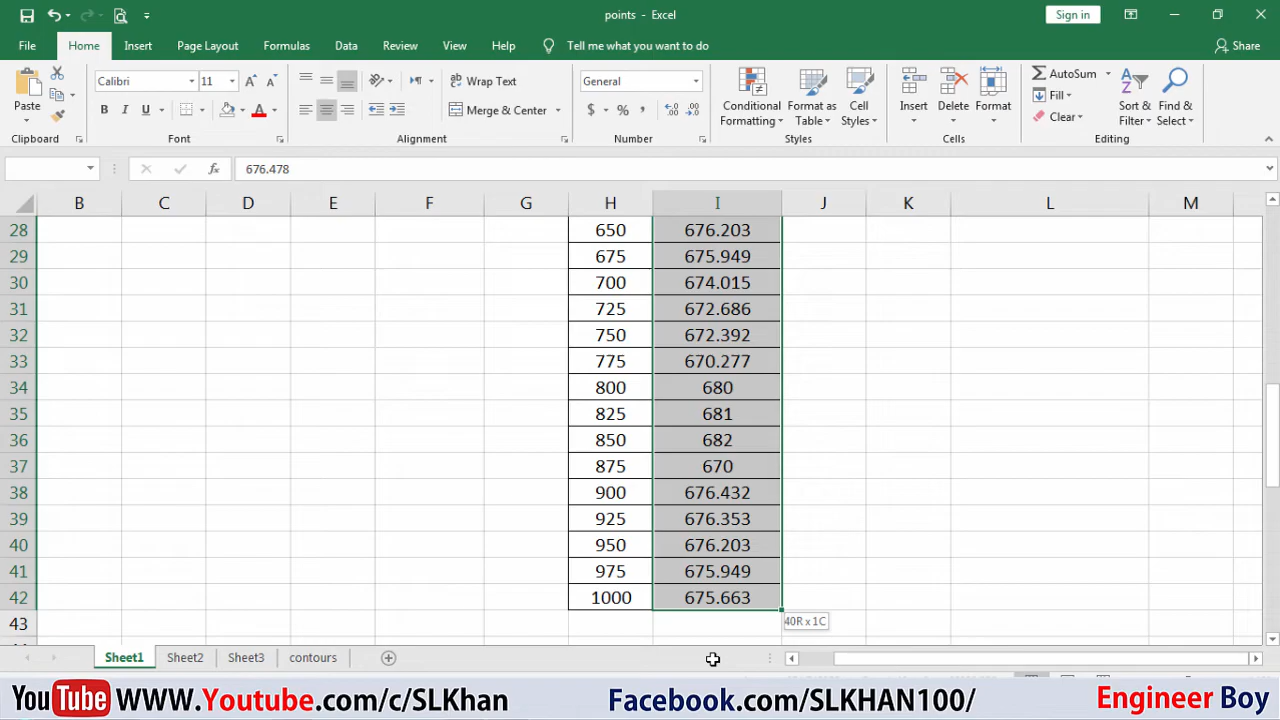 points - Excel
Sign in
File Home Insert Page Layout Formulas Data Review View Help Tell me what you want to do Share
Paste
Clipboard
Calibri 11
B I U A
Font
Wrap Text
Merge & Center
Alignment
General
$ % ,
Number
Conditional Formatting
Format as Table
Cell Styles
Styles
Insert Delete Format
Cells
AutoSum
Fill
Clear
Sort & Filter
Find & Select
Editing
fx 676.478
B C D E F G H I J K L M
28 650 676.203
29 675 675.949
30 700 674.015
31 725 672.686
32 750 672.392
33 775 670.277
34 800 680
35 825 681
36 850 682
37 875 670
38 900 676.432
39 925 676.353
40 950 676.203
41 975 675.949
42 1000 675.663
43 40R x 1C
Sheet1 Sheet2 Sheet3 contours
YouTube WWW.Youtube.com/c/SLKhan Facebook.com/SLKHAN100/ Engineer Boy